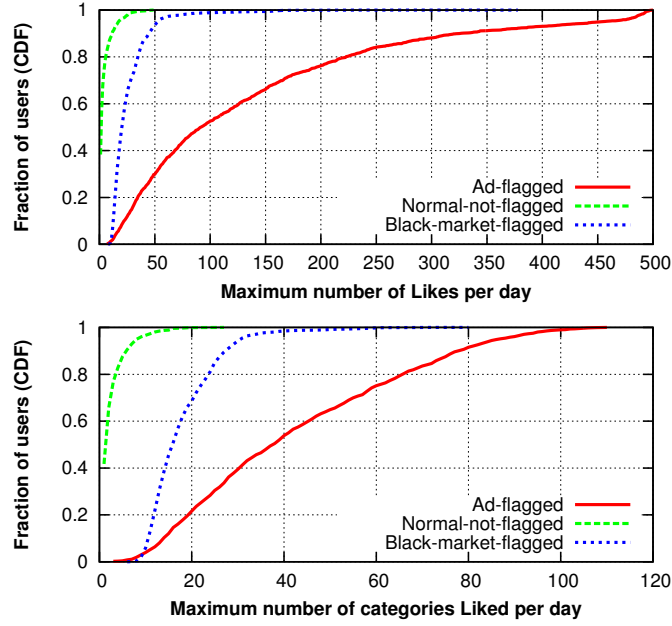 Fraction of users (CDF)
1
0.8
0.6
0.4
0.2
0
Ad-flagged
Normal-not-flagged
Black-market-flagged
0 50 100 150 200 250 300 350 400 450 500
Maximum number of Likes per day
Fraction of users (CDF)
1
0.8
0.6
0.4
0.2
0
Ad-flagged
Normal-not-flagged
Black-market-flagged
0 20 40 60 80 100 120
Maximum number of categories Liked per day